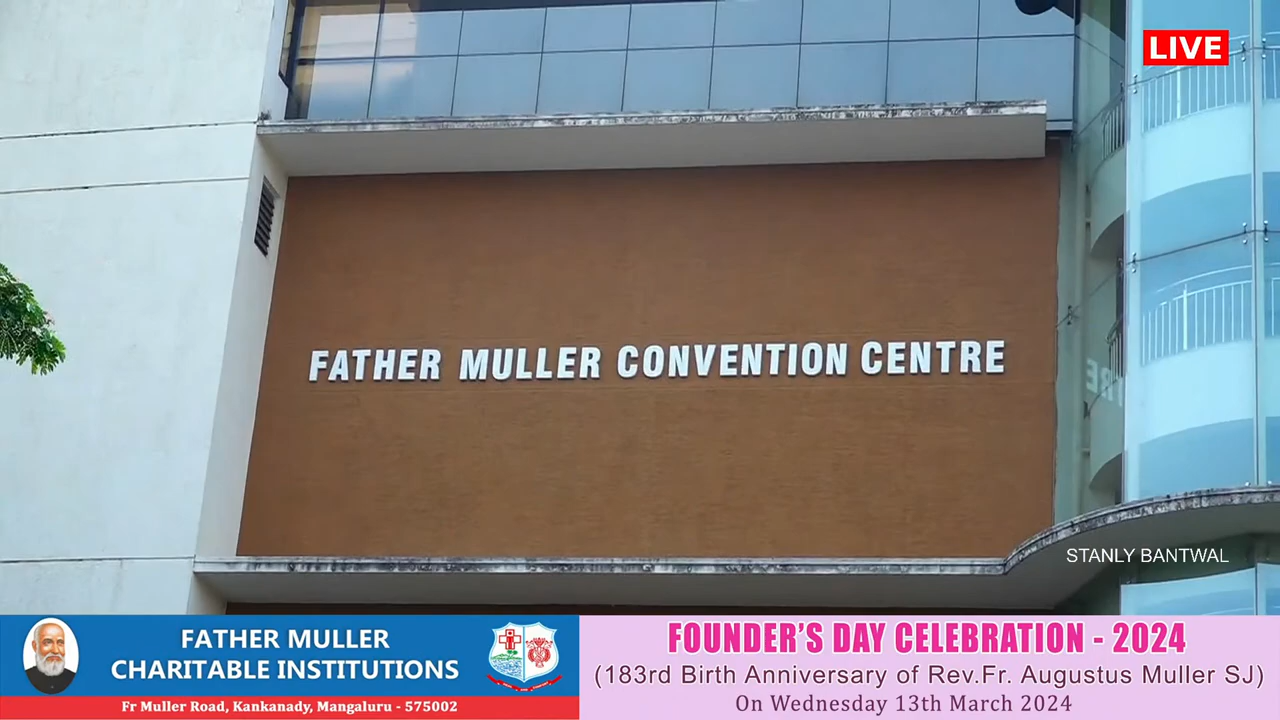 LIVE
FATHER MULLER CONVENTION CENTRE
STANLY BANTWAL
FATHER MULLER
CHARITABLE INSTITUTIONS
Fr Muller Road, Kankanady, Mangaluru - 575002
FOUNDER'S DAY CELEBRATION - 2024
(183rd Birth Anniversary of Rev.Fr. Augustus Muller SJ)
On Wednesday 13th March 2024